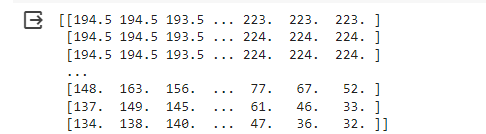 [[194.5 194.5 193.5 ... 223. 223. 223. ]
[194.5 194.5 193.5 ... 224. 224. 224. ]
[194.5 194.5 193.5 ... 224. 224. 224. ]
...
[148. 163. 156. ... 77. 67. 52. ]
[137. 149. 145. ... 61. 46. 33. ]
[134. 138. 140. ... 47. 36. 32. ]]